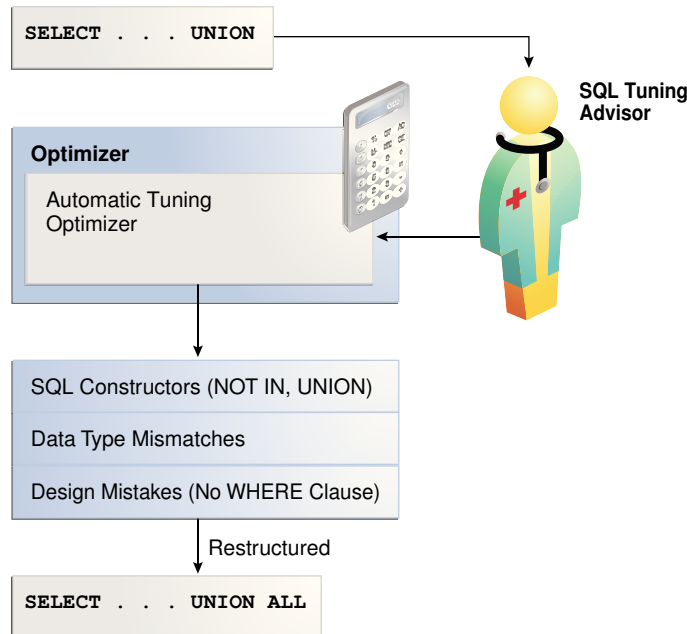 SELECT . . . UNION
SQL Tuning
Advisor
Optimizer
Automatic Tuning
Optimizer
SQL Constructors (NOT IN, UNION)
Data Type Mismatches
Design Mistakes (No WHERE Clause)
Restructured
SELECT . . . UNION ALL